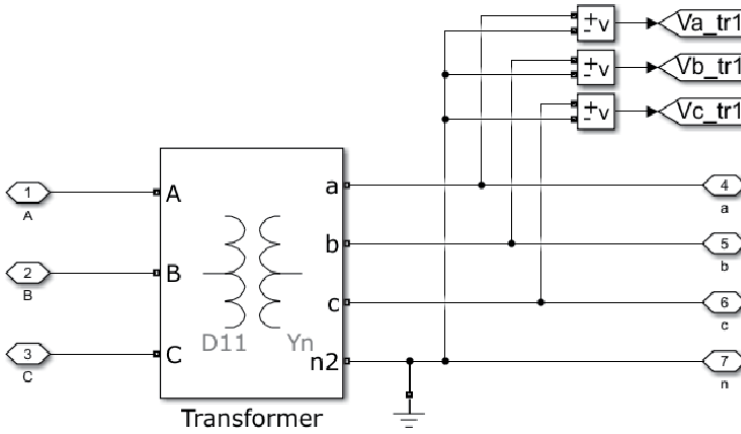 +
-
v
Va_tr1
+
-
v
Vb_tr1
+
-
v
Vc_tr1
1
A
A
a
4
a
2
B
B
b
5
b
3
C
C
c
6
c
D11
Yn
n2
7
n
Transformer